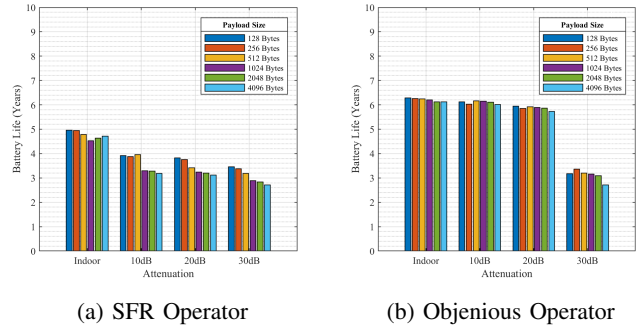 Payload Size
128 Bytes
256 Bytes
512 Bytes
1024 Bytes
2048 Bytes
4096 Bytes
10
9
8
7
6
5
4
3
2
1
0
Battery Life (Years)
Indoor 10dB 20dB 30dB
Attenuation
(a) SFR Operator
Payload Size
128 Bytes
256 Bytes
512 Bytes
1024 Bytes
2048 Bytes
4096 Bytes
10
9
8
7
6
5
4
3
2
1
0
Battery Life (Years)
Indoor 10dB 20dB 30dB
Attenuation
(b) Objenious Operator